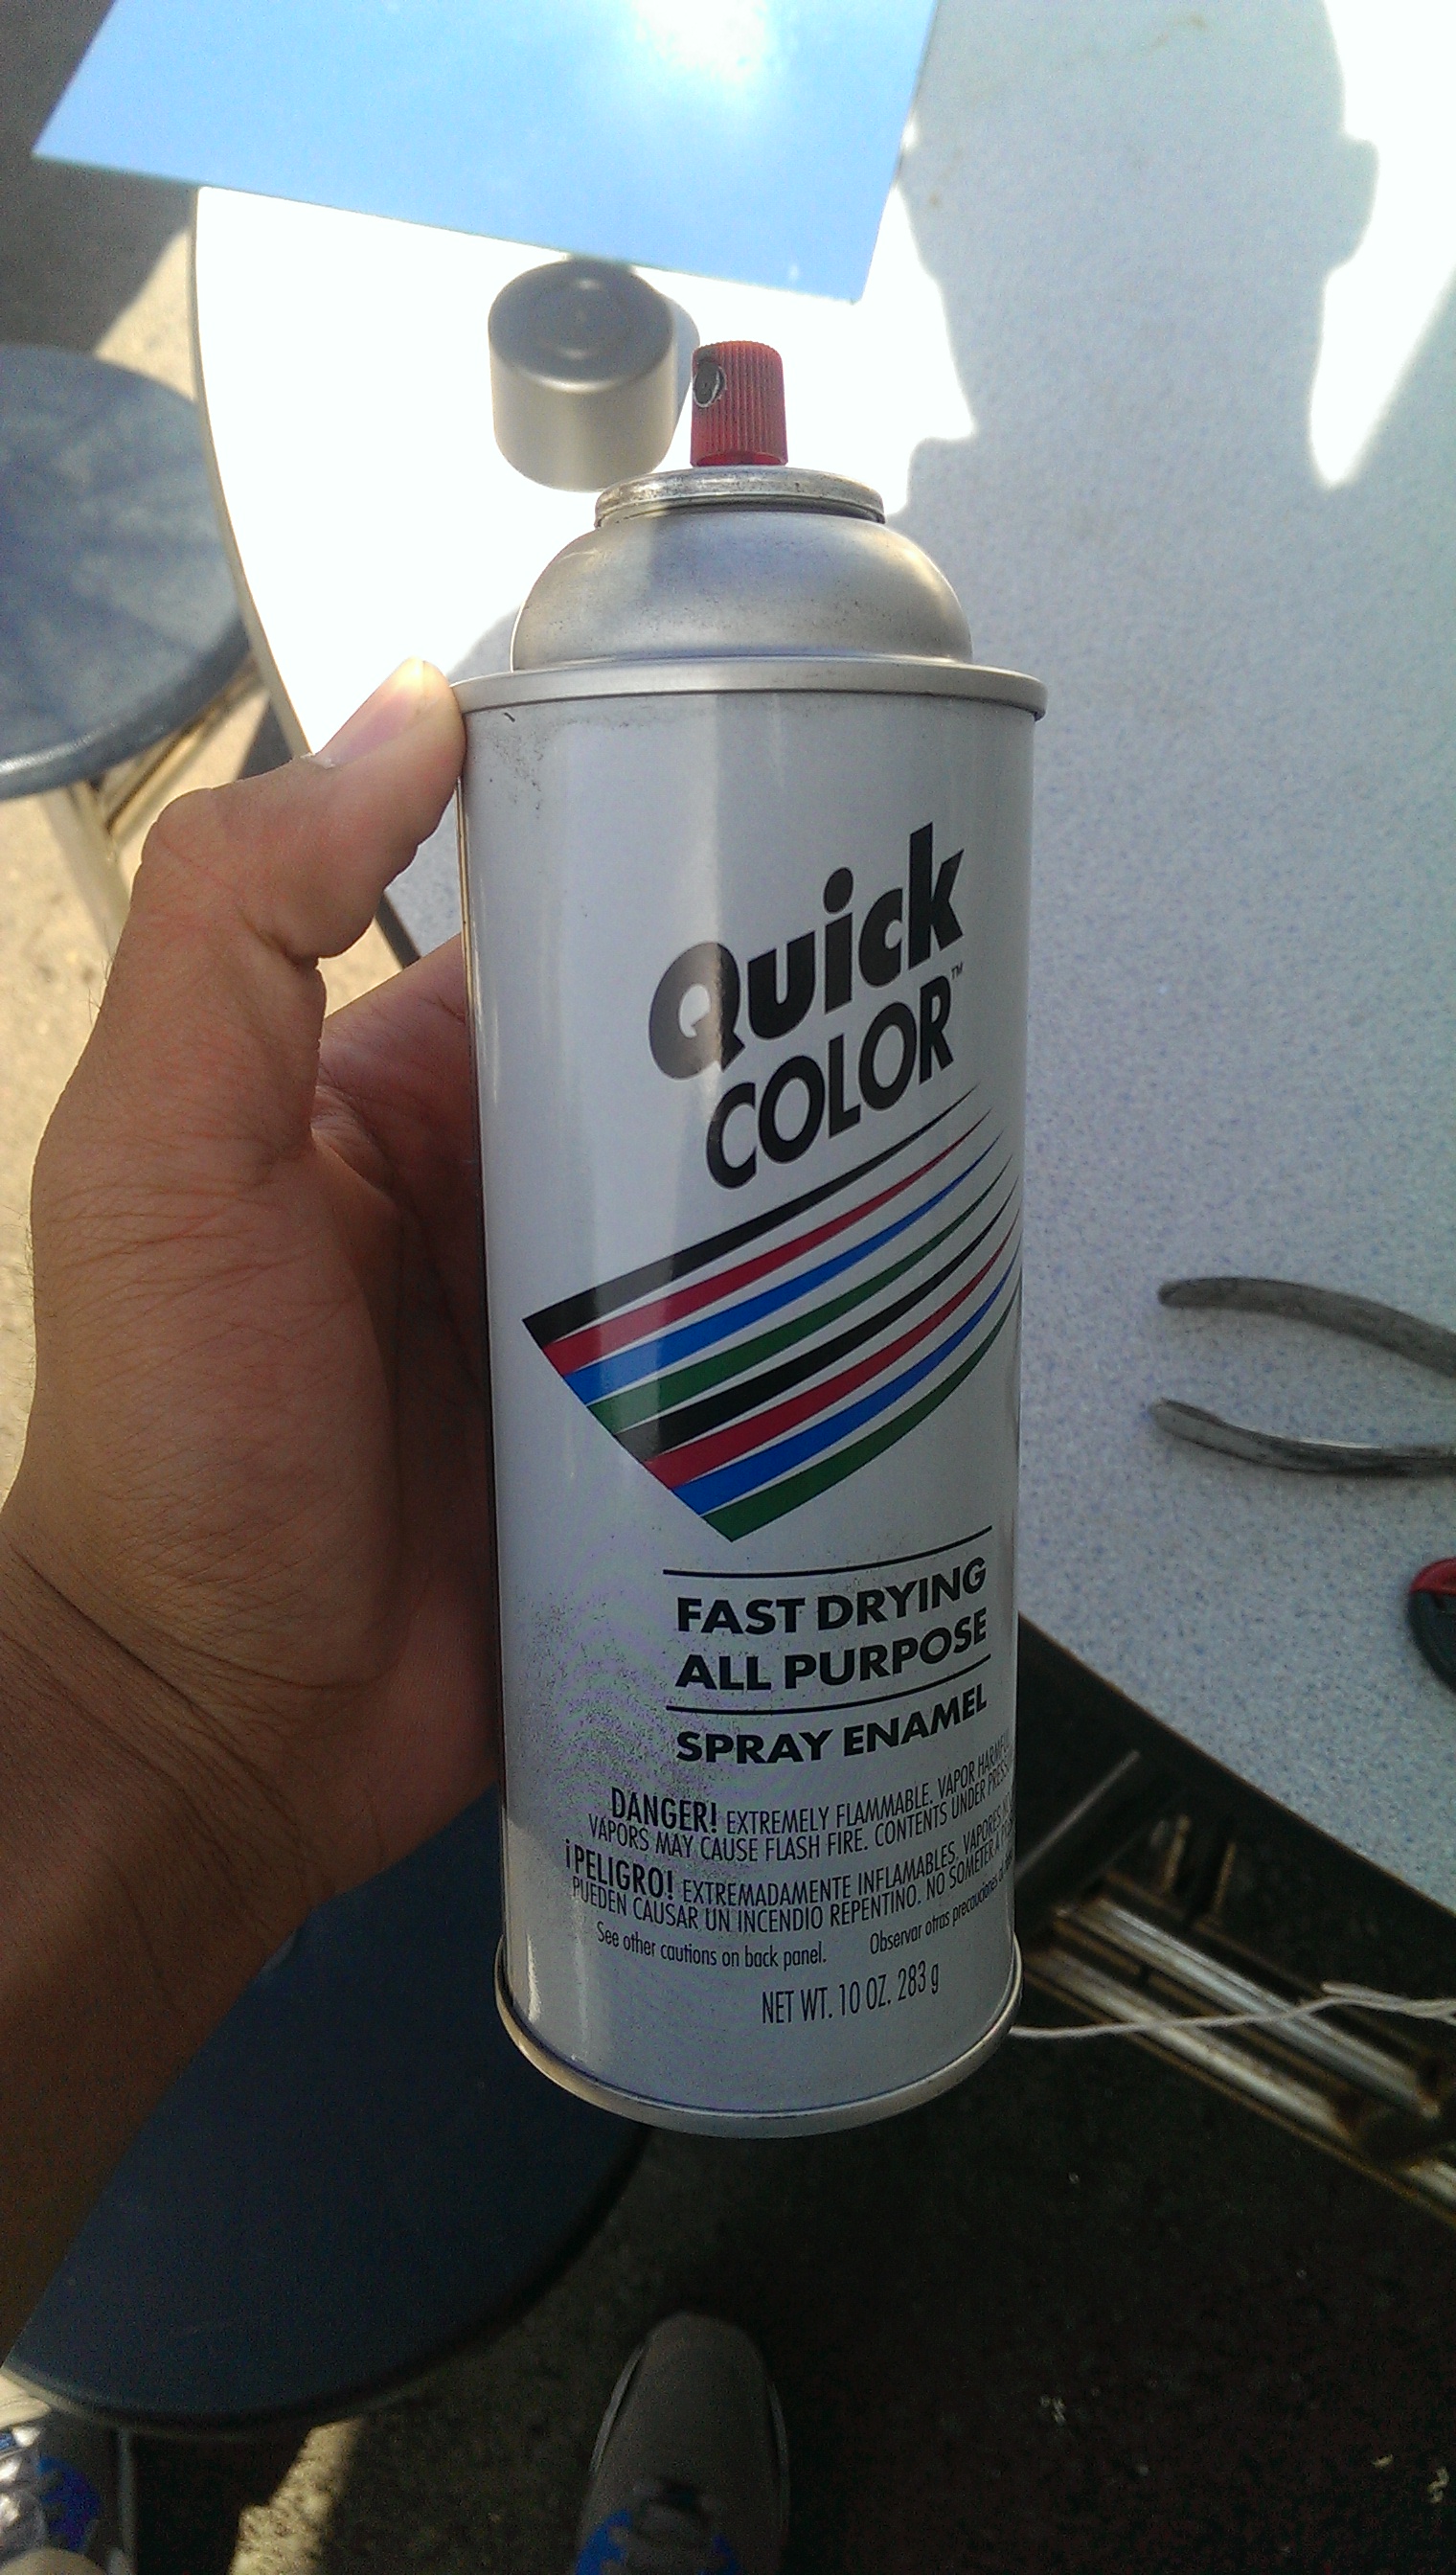 Quick
COLOR™
FAST DRYING
ALL PURPOSE
SPRAY ENAMEL
DANGER! EXTREMELY FLAMMABLE. VAPOR
VAPORS MAY CAUSE FLASH FIRE. CONTENTS UNDER
¡PELIGRO! EXTREMADAMENTE INFLAMABLES. VAPORES
PUEDEN CAUSAR UN INCENDIO REPENTINO. NO SOMETER A
See other cautions on back panel. Observar otras precauciones
NET WT. 10 OZ. 283 g